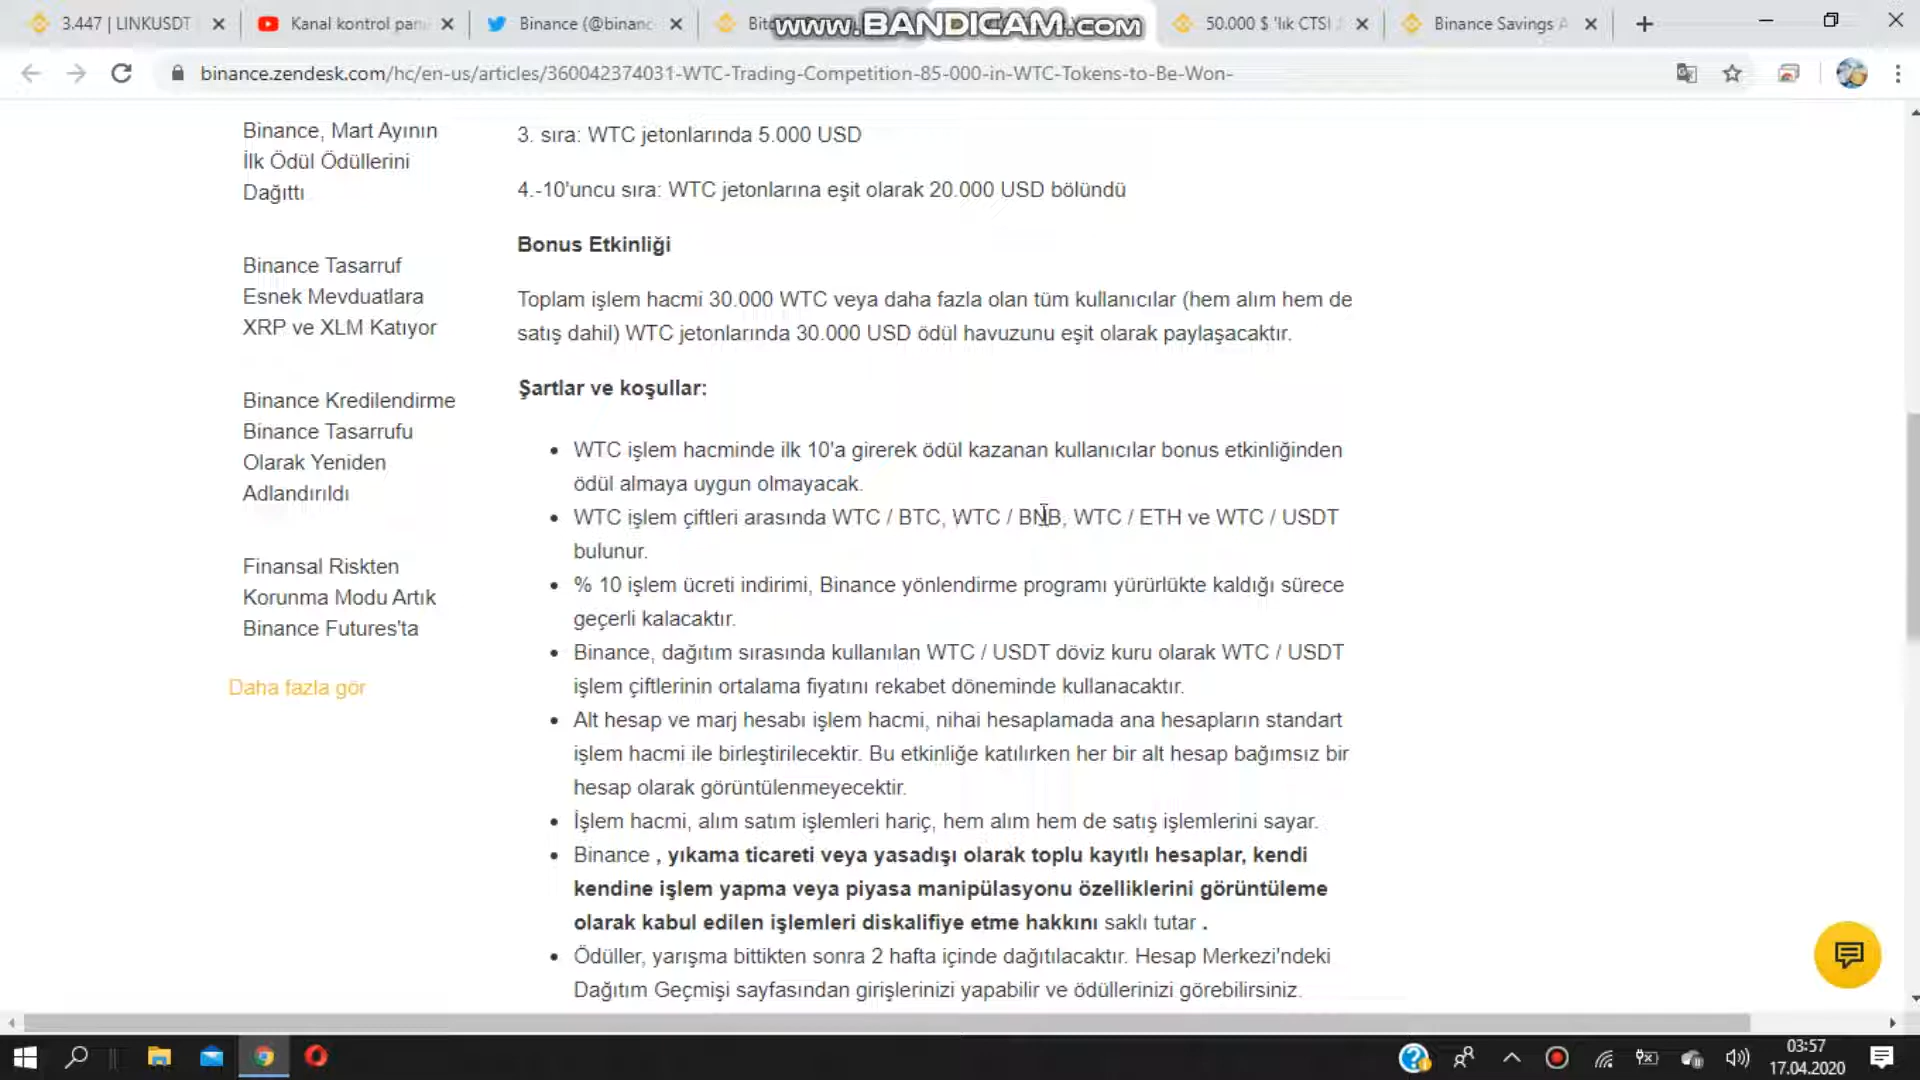 3.447 | LINKUSDT
Kanal kontrol pan
Binance (@binanc
Bit
www.BANDICAM.com
50.000 $ 'lık CTSI
Binance Savings A
binance.zendesk.com/hc/en-us/articles/360042374031-WTC-Trading-Competition-85-000-in-WTC-Tokens-to-Be-Won-
Binance, Mart Ayının
İlk Ödül Ödüllerini
Dağıttı
Binance Tasarruf
Esnek Mevduatlara
XRP ve XLM Katıyor
Binance Kredilendirme
Binance Tasarrufu
Olarak Yeniden
Adlandırıldı
Finansal Riskten
Korunma Modu Artık
Binance Futures'ta
Daha fazla gör
3. sıra: WTC jetonlarında 5.000 USD
4.-10'uncu sıra: WTC jetonlarına eşit olarak 20.000 USD bölündü
Bonus Etkinliği
Toplam işlem hacmi 30.000 WTC veya daha fazla olan tüm kullanıcılar (hem alım hem de
satış dahil) WTC jetonlarında 30.000 USD ödül havuzunu eşit olarak paylaşacaktır.
Şartlar ve koşullar:
• WTC işlem hacminde ilk 10'a girerek ödül kazanan kullanıcılar bonus etkinliğinden
ödül almaya uygun olmayacak.
• WTC işlem çiftleri arasında WTC / BTC, WTC / BNB, WTC / ETH ve WTC / USDT
bulunur.
• % 10 işlem ücreti indirimi, Binance yönlendirme programı yürürlükte kaldığı sürece
geçerli kalacaktır.
• Binance, dağıtım sırasında kullanılan WTC / USDT döviz kuru olarak WTC / USDT
işlem çiftlerinin ortalama fiyatını rekabet döneminde kullanacaktır.
• Alt hesap ve marj hesabı işlem hacmi, nihai hesaplamada ana hesapların standart
işlem hacmi ile birleştirilecektir. Bu etkinliğe katılırken her bir alt hesap bağımsız bir
hesap olarak görüntülenmeyecektir.
• İşlem hacmi, alım satım işlemleri hariç, hem alım hem de satış işlemlerini sayar.
• Binance , yıkama ticareti veya yasadışı olarak toplu kayıtlı hesaplar, kendi
kendine işlem yapma veya piyasa manipülasyonu özelliklerini görüntüleme
olarak kabul edilen işlemleri diskalifiye etme hakkını saklı tutar .
• Ödüller, yarışma bittikten sonra 2 hafta içinde dağıtılacaktır. Hesap Merkezi'ndeki
Dağıtım Geçmişi sayfasından girişlerinizi yapabilir ve ödüllerinizi görebilirsiniz.
03:57
17.04.2020